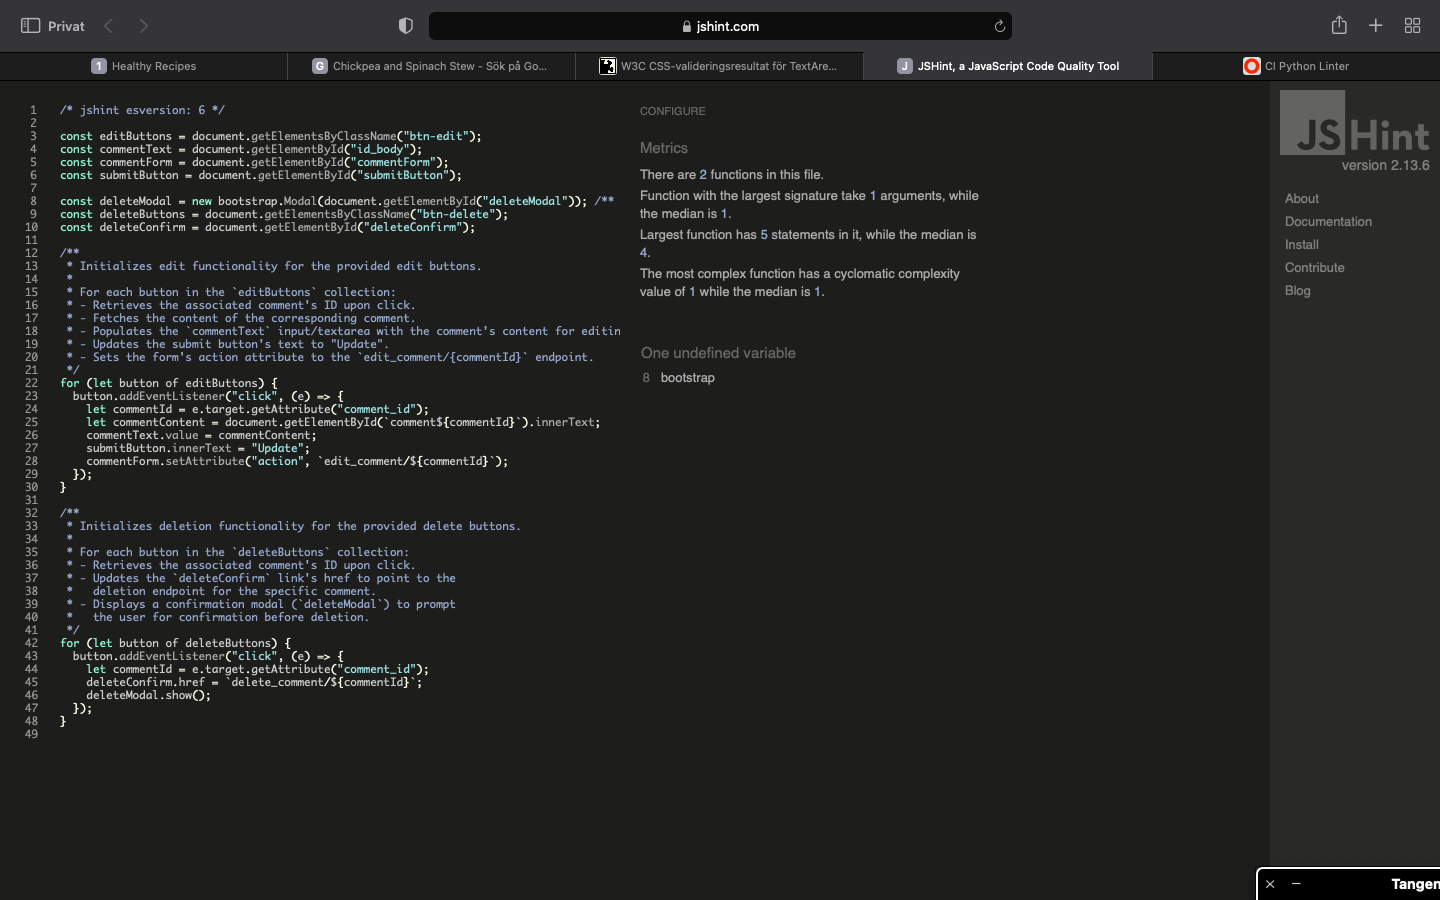 Privat
jshint.com
1 Healthy Recipes
G Chickpea and Spinach Stew - Sök på Go...
W3C CSS-valideringsresultat för TextAre...
J JSHint, a JavaScript Code Quality Tool
CI Python Linter
1 /* jshint esversion: 6 */
2
3 const editButtons = document.getElementsByClassName("btn-edit");
4 const commentText = document.getElementById("id_body");
5 const commentForm = document.getElementById("commentForm");
6 const submitButton = document.getElementById("submitButton");
7
8 const deleteModal = new bootstrap.Modal(document.getElementById("deleteModal")); /**
9 const deleteButtons = document.getElementsByClassName("btn-delete");
10 const deleteConfirm = document.getElementById("deleteConfirm");
11
12 /**
13 * Initializes edit functionality for the provided edit buttons.
14 *
15 * For each button in the `editButtons` collection:
16 * - Retrieves the associated comment's ID upon click.
17 * - Fetches the content of the corresponding comment.
18 * - Populates the `commentText` input/textarea with the comment's content for editin
19 * - Updates the submit button's text to "Update".
20 * - Sets the form's action attribute to the `edit_comment/{commentId}` endpoint.
21 */
22 for (let button of editButtons) {
23 button.addEventListener("click", (e) => {
24 let commentId = e.target.getAttribute("comment_id");
25 let commentContent = document.getElementById(`comment${commentId}`).innerText;
26 commentText.value = commentContent;
27 submitButton.innerText = "Update";
28 commentForm.setAttribute("action", `edit_comment/${commentId}`);
29 });
30 }
31
32 /**
33 * Initializes deletion functionality for the provided delete buttons.
34 *
35 * For each button in the `deleteButtons` collection:
36 * - Retrieves the associated comment's ID upon click.
37 * - Updates the `deleteConfirm` link's href to point to the
38 * deletion endpoint for the specific comment.
39 * - Displays a confirmation modal (`deleteModal`) to prompt
40 * the user for confirmation before deletion.
41 */
42 for (let button of deleteButtons) {
43 button.addEventListener("click", (e) => {
44 let commentId = e.target.getAttribute("comment_id");
45 deleteConfirm.href = `delete_comment/${commentId}`;
46 deleteModal.show();
47 });
48 }
49
CONFIGURE
Metrics
There are 2 functions in this file.
Function with the largest signature take 1 arguments, while
the median is 1.
Largest function has 5 statements in it, while the median is
4.
The most complex function has a cyclomatic complexity
value of 1 while the median is 1.
One undefined variable
8 bootstrap
JSHint
version 2.13.6
About
Documentation
Install
Contribute
Blog
Tangen